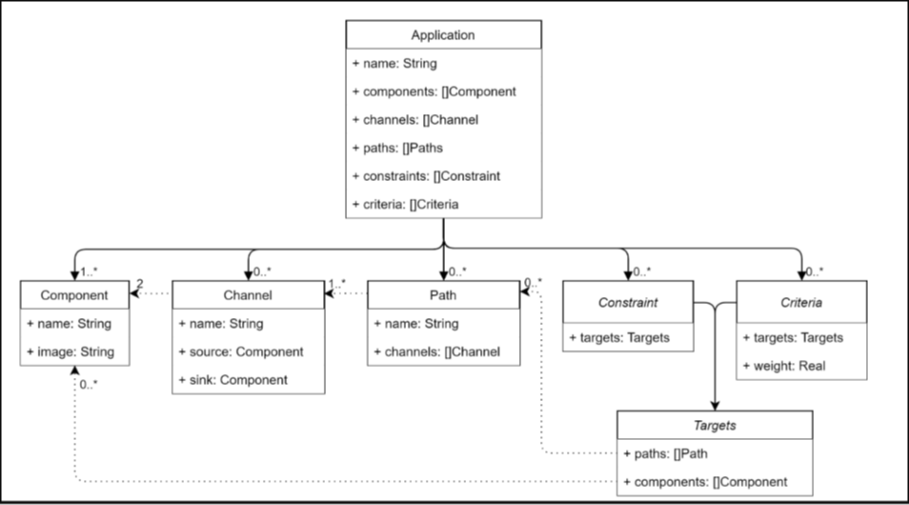 Application
+ name: String
+ components: []Component
+ channels: []Channel
+ paths: []Paths
+ constraints: []Constraint
+ criteria: []Criteria
1..*
0..*
0..*
0..*
0..*
Component
+ name: String
+ image: String
2
Channel
+ name: String
+ source: Component
+ sink: Component
1..*
Path
+ name: String
+ channels: []Channel
0..*
Constraint
+ targets: Targets
Criteria
+ targets: Targets
+ weight: Real
0..*
Targets
+ paths: []Path
+ components: []Component